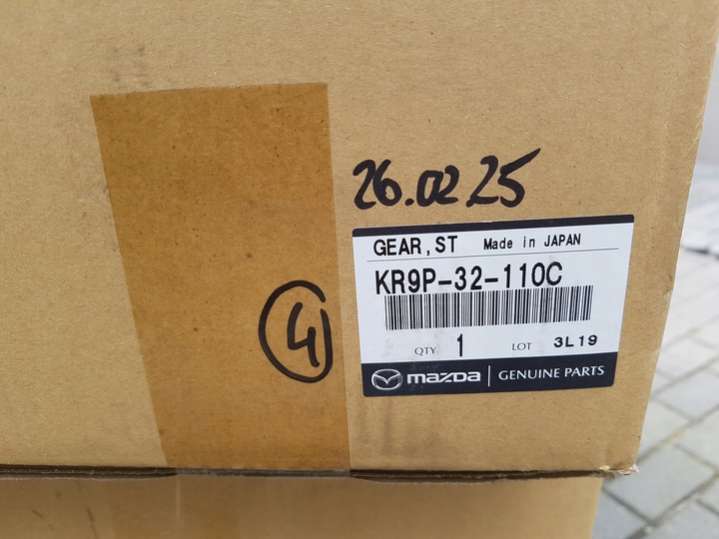 26.02.25
GEAR, ST Made in JAPAN
KR9P-32-110C
QTY 1 LOT 3L19
mazda | GENUINE PARTS
4